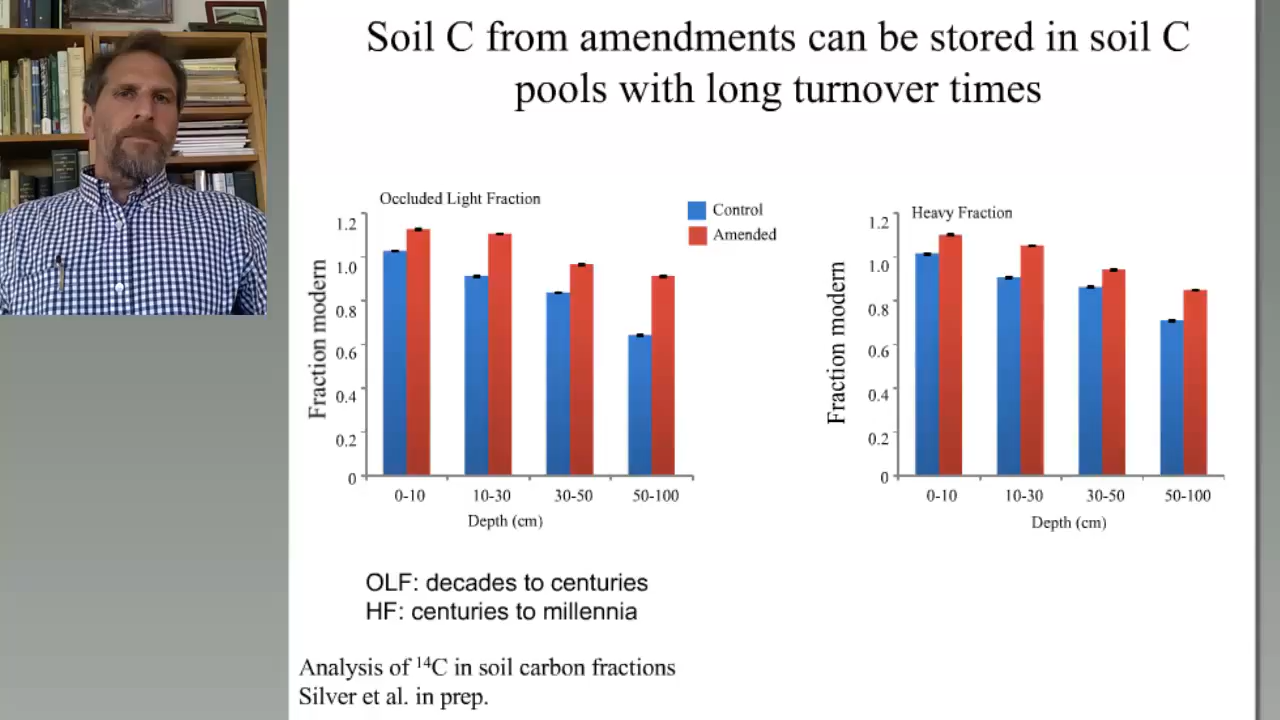 Soil C from amendments can be stored in soil C
pools with long turnover times
Occluded Light Fraction
Control
Amended
Fraction modern
1.2
1.0
0.8
0.6
0.4
0.2
0
0-10
10-30
30-50
50-100
Depth (cm)
Heavy Fraction
Fraction modern
1.2
1.0
0.8
0.6
0.4
0.2
0
0-10
10-30
30-50
50-100
Depth (cm)
OLF: decades to centuries
HF: centuries to millennia
Analysis of ¹⁴C in soil carbon fractions
Silver et al. in prep.